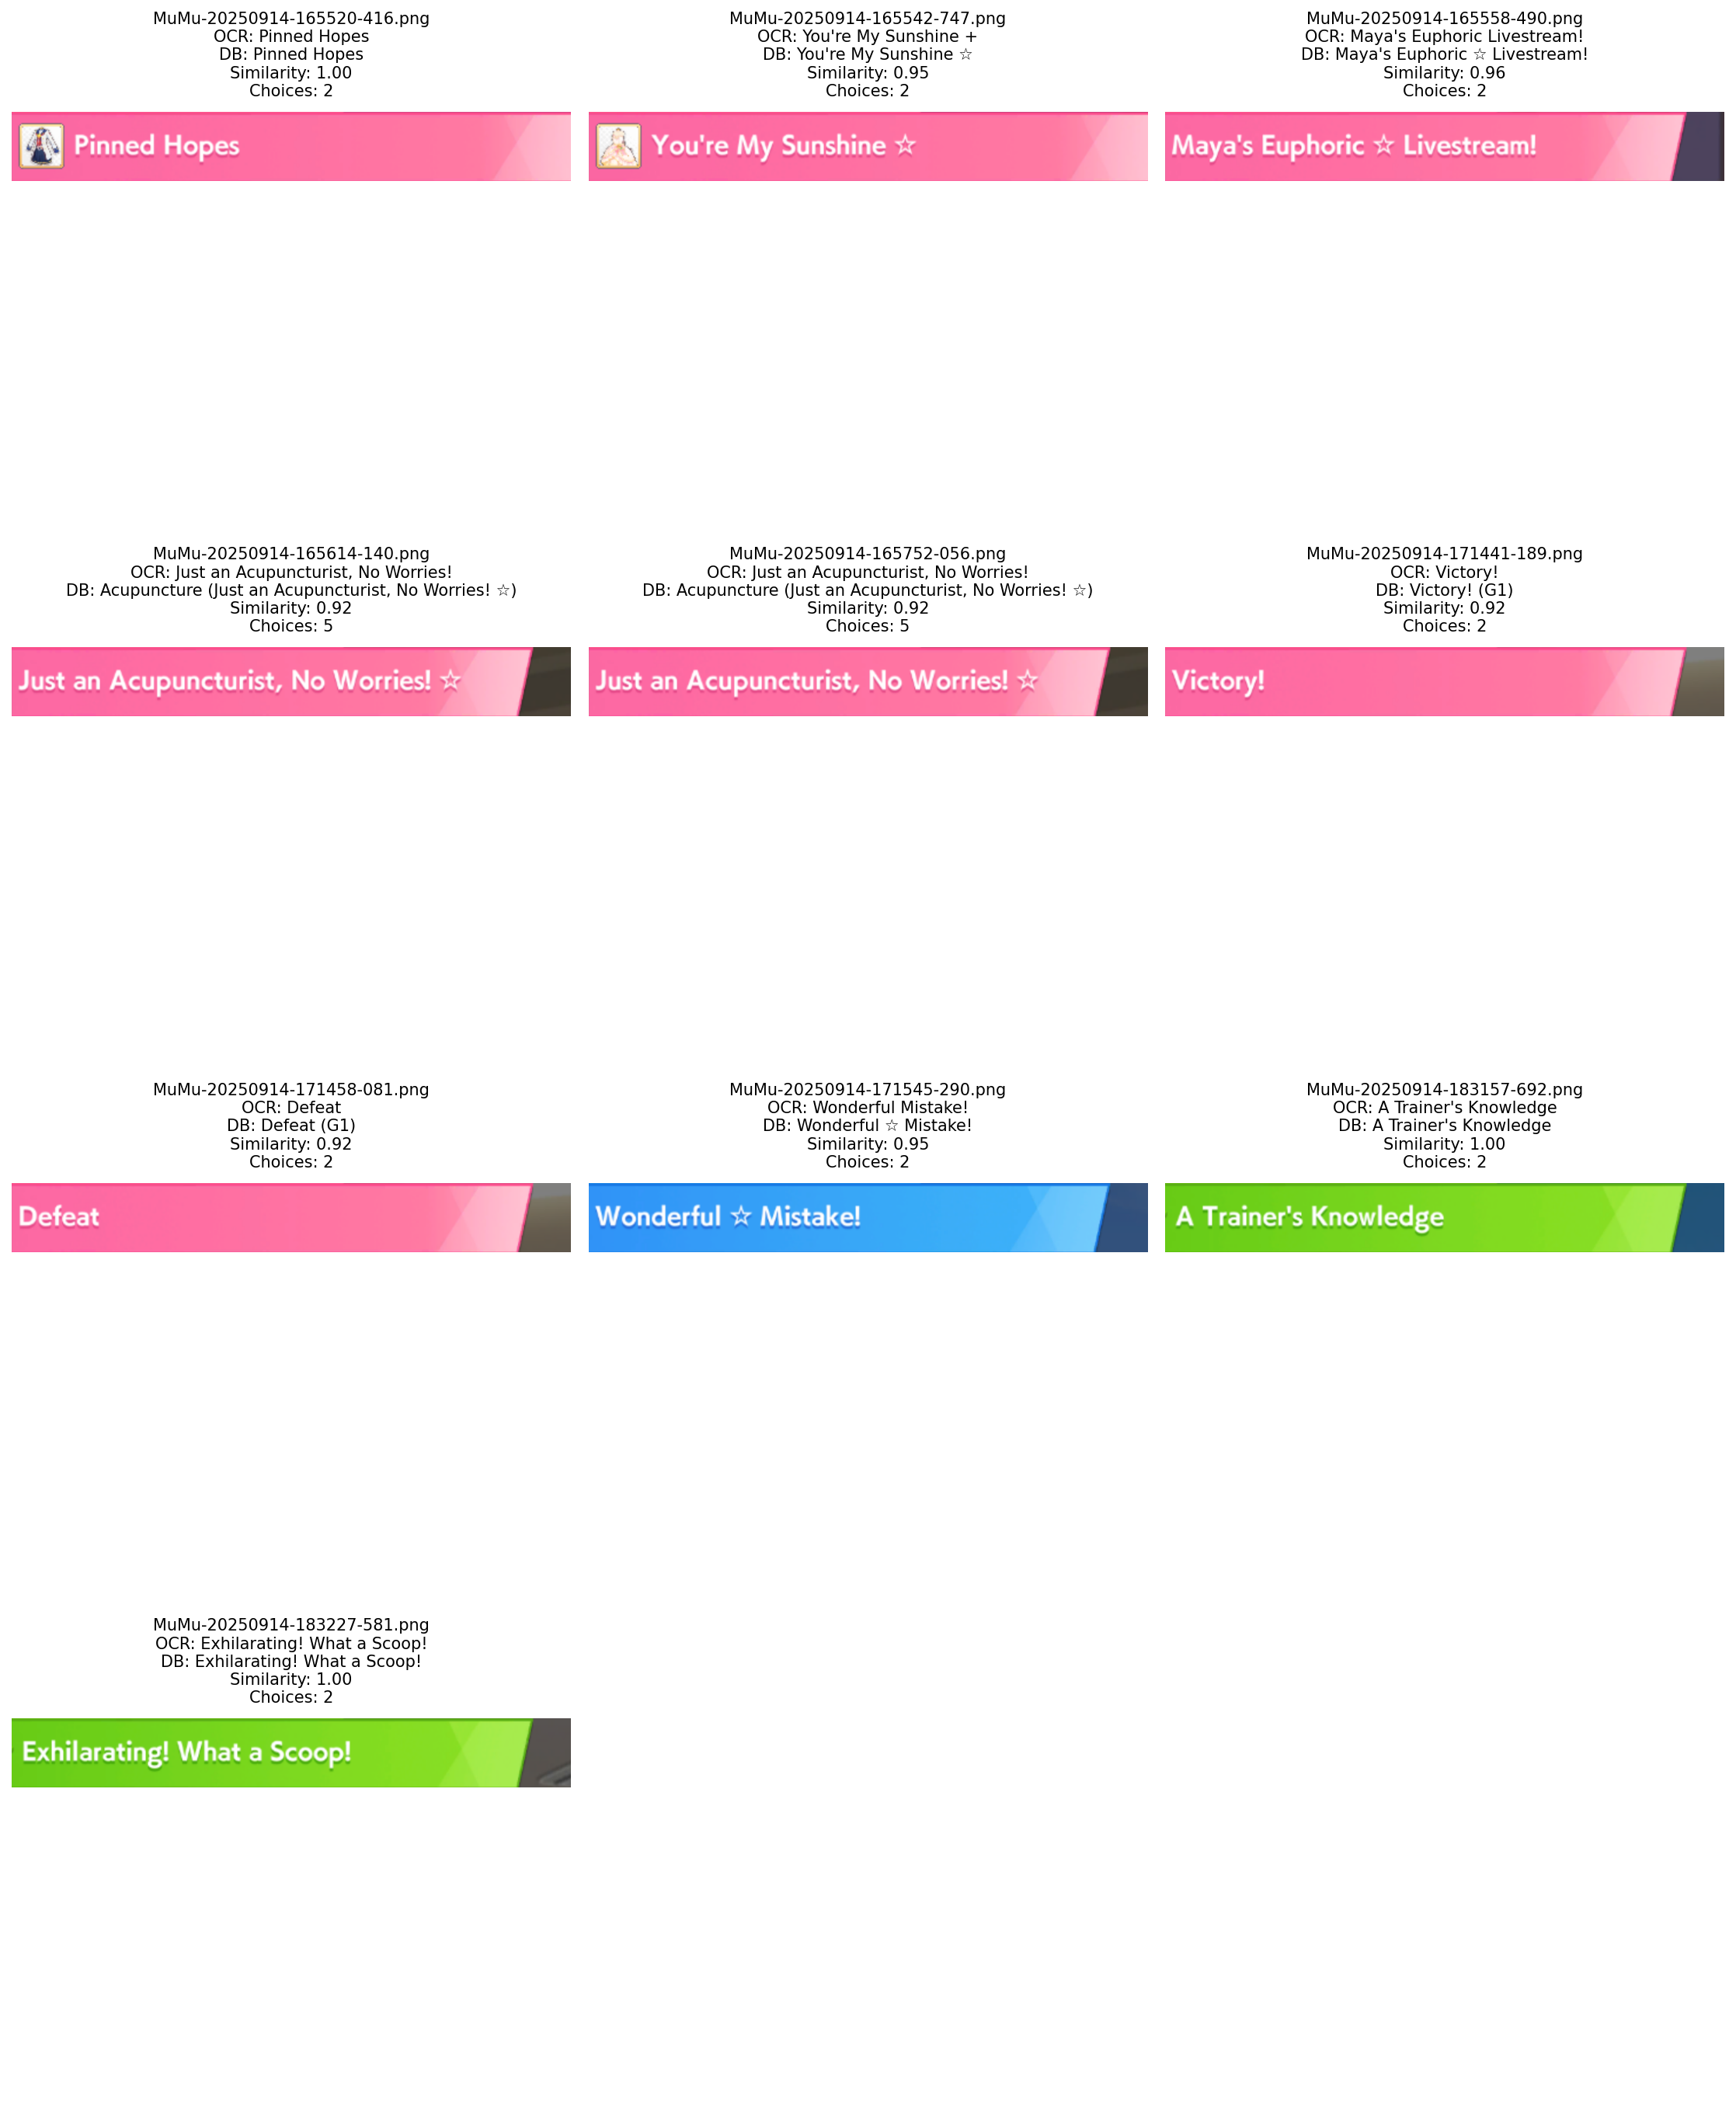 MuMu-20250914-165520-416.png
OCR: Pinned Hopes
DB: Pinned Hopes
Similarity: 1.00
Choices: 2
Pinned Hopes
MuMu-20250914-165542-747.png
OCR: You're My Sunshine +
DB: You're My Sunshine ☆
Similarity: 0.95
Choices: 2
You're My Sunshine ☆
MuMu-20250914-165558-490.png
OCR: Maya's Euphoric Livestream!
DB: Maya's Euphoric ☆ Livestream!
Similarity: 0.96
Choices: 2
Maya's Euphoric ☆ Livestream!
MuMu-20250914-165614-140.png
OCR: Just an Acupuncturist, No Worries!
DB: Acupuncture (Just an Acupuncturist, No Worries! ☆)
Similarity: 0.92
Choices: 5
Just an Acupuncturist, No Worries! ☆
MuMu-20250914-165752-056.png
OCR: Just an Acupuncturist, No Worries!
DB: Acupuncture (Just an Acupuncturist, No Worries! ☆)
Similarity: 0.92
Choices: 5
Just an Acupuncturist, No Worries! ☆
MuMu-20250914-171441-189.png
OCR: Victory!
DB: Victory! (G1)
Similarity: 0.92
Choices: 2
Victory!
MuMu-20250914-171458-081.png
OCR: Defeat
DB: Defeat (G1)
Similarity: 0.92
Choices: 2
Defeat
MuMu-20250914-171545-290.png
OCR: Wonderful Mistake!
DB: Wonderful ☆ Mistake!
Similarity: 0.95
Choices: 2
Wonderful ☆ Mistake!
MuMu-20250914-183157-692.png
OCR: A Trainer's Knowledge
DB: A Trainer's Knowledge
Similarity: 1.00
Choices: 2
A Trainer's Knowledge
MuMu-20250914-183227-581.png
OCR: Exhilarating! What a Scoop!
DB: Exhilarating! What a Scoop!
Similarity: 1.00
Choices: 2
Exhilarating! What a Scoop!